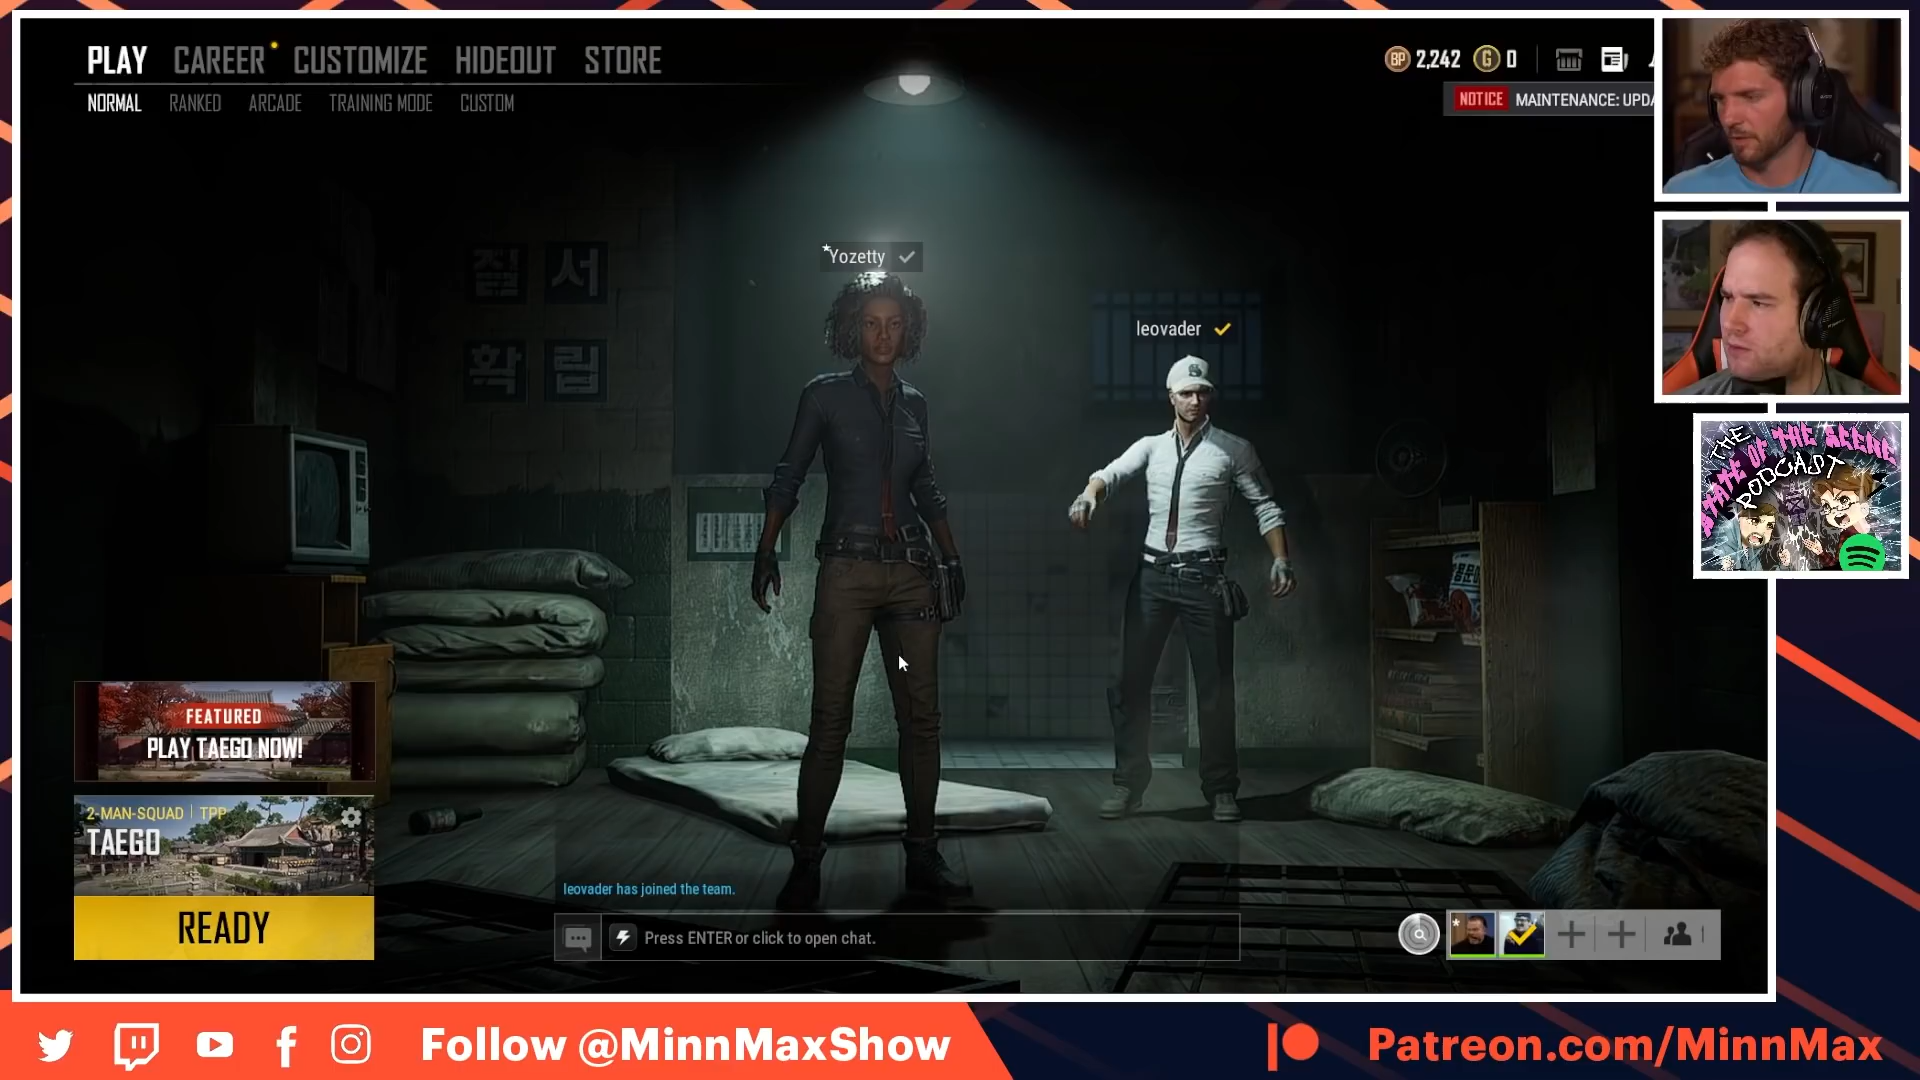 PLAY CAREER CUSTOMIZE HIDEOUT STORE
NORMAL RANKED ARCADE TRAINING MODE CUSTOM
BP 2,242 G 0
NOTICE MAINTENANCE: UPDA
Yozetty
leovader
질서
확립
THE
STATE OF THE SCENE
PODCAST
FEATURED
PLAY TAEGO NOW!
2-MAN-SQUAD | TPP
TAEGO
READY
leovader has joined the team.
Press ENTER or click to open chat.
Follow @MinnMaxShow
Patreon.com/MinnMax